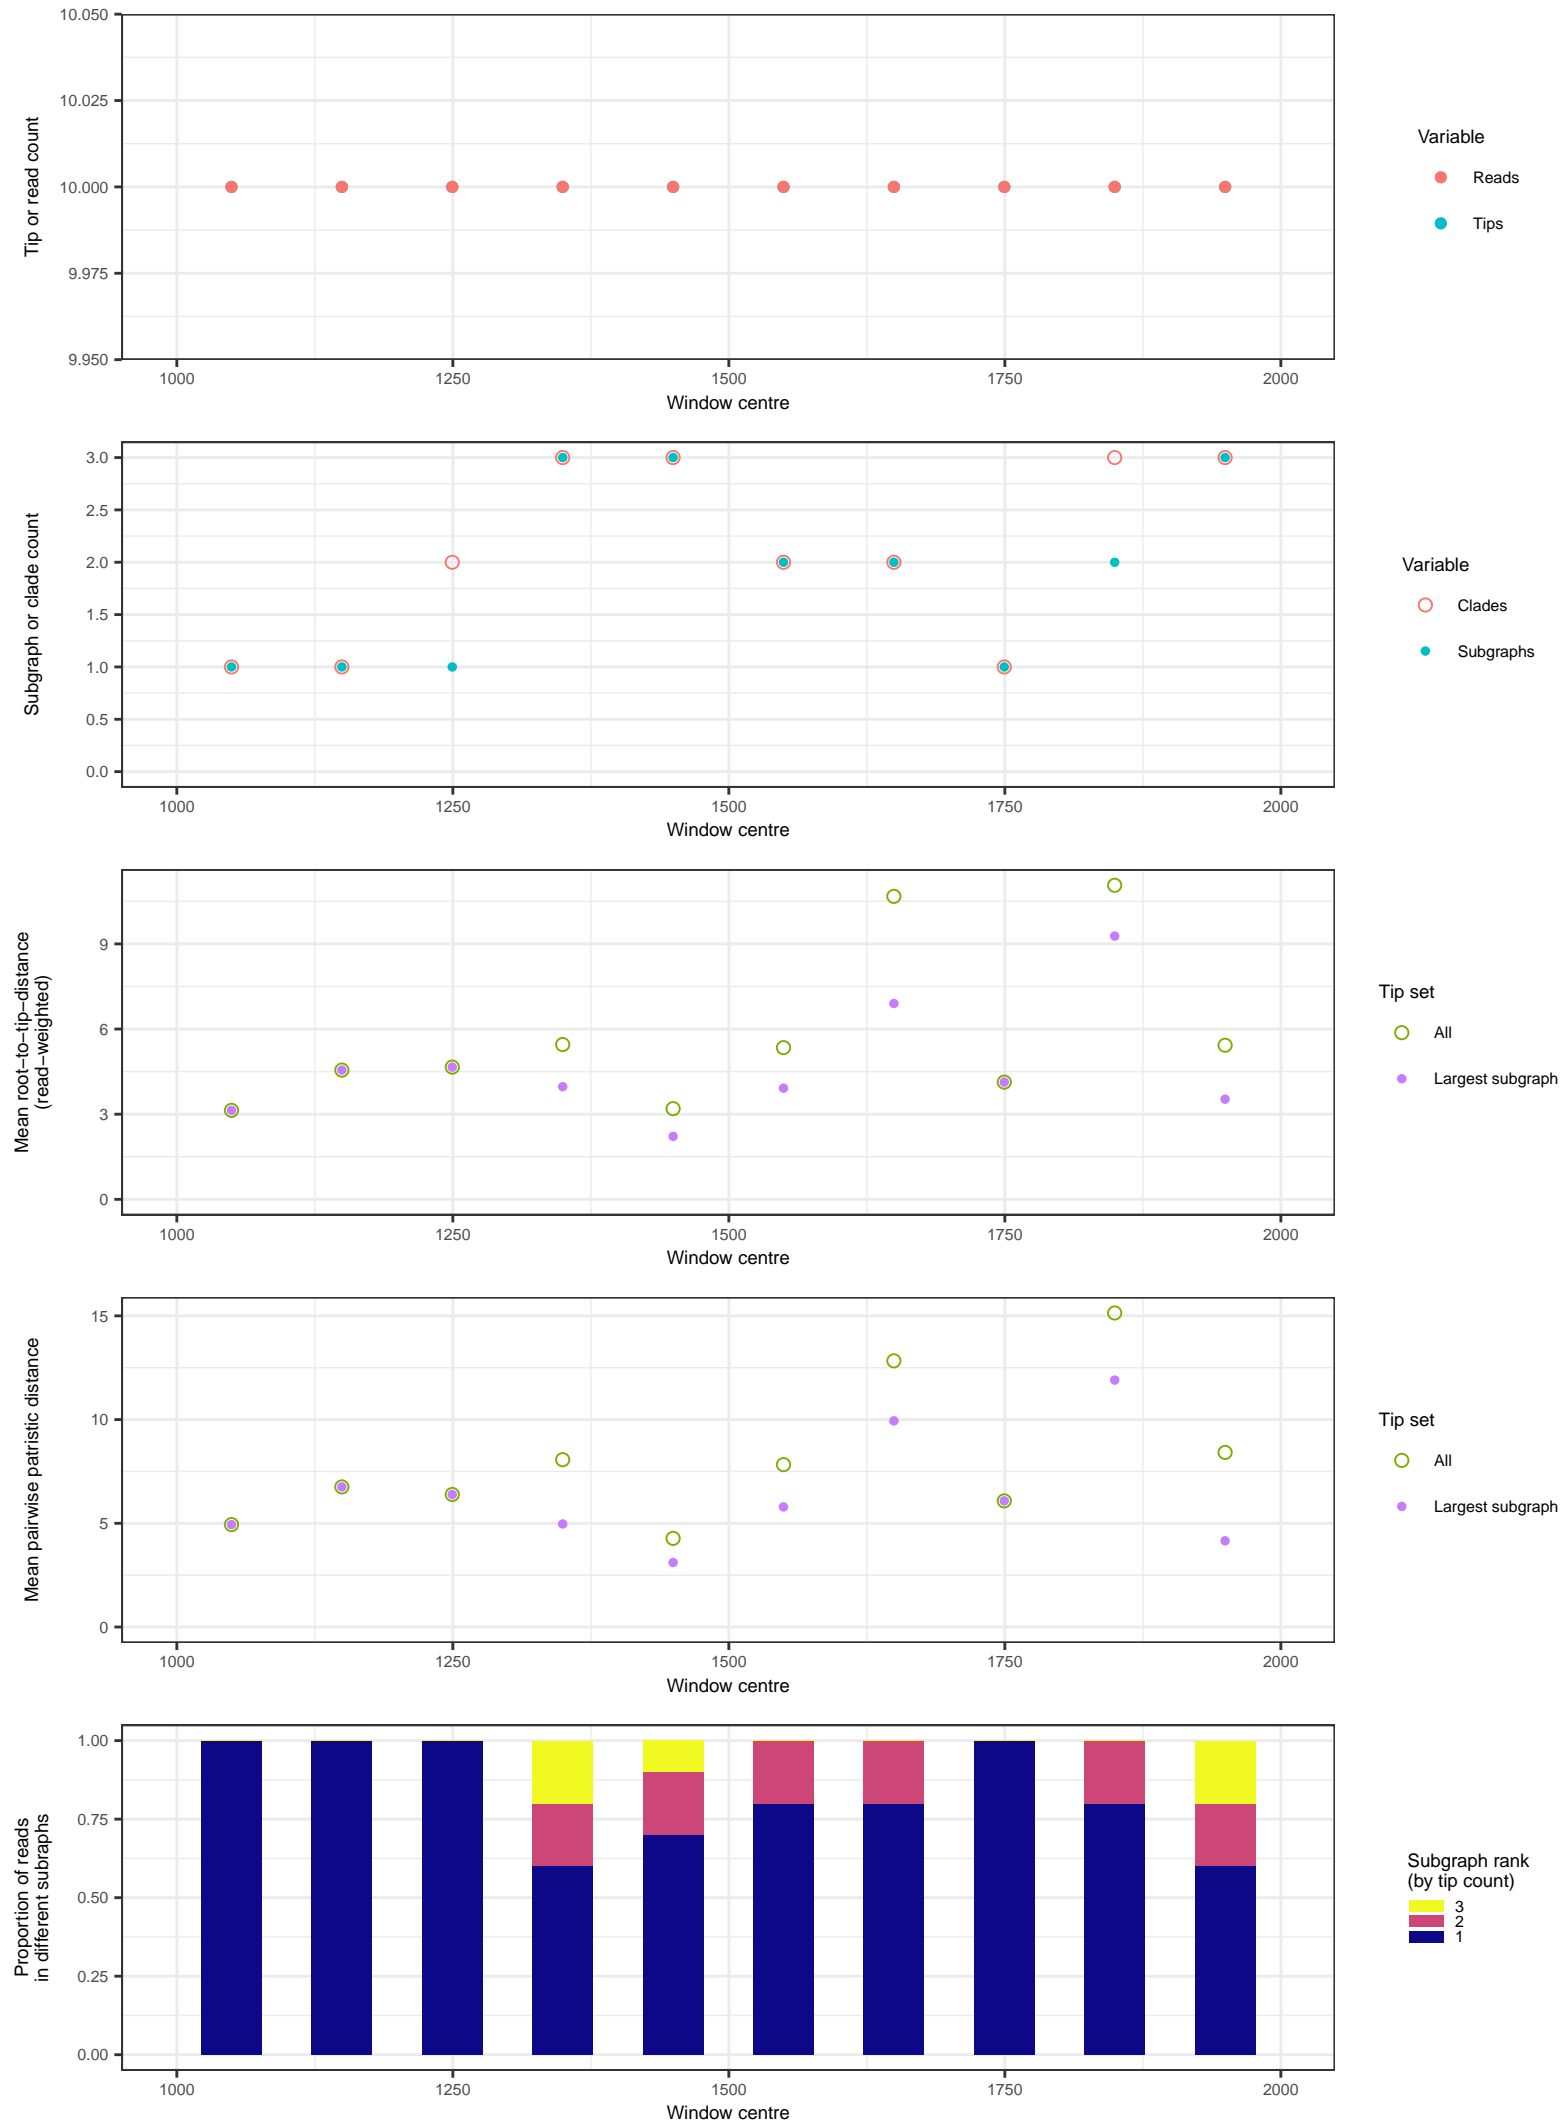 10.050
10.025
10.000
9.975
9.950
Tip or read count
1000 1250 1500 1750 2000
Window centre
Variable
Reads
Tips
3.0
2.5
2.0
1.5
1.0
0.5
0.0
Subgraph or clade count
1000 1250 1500 1750 2000
Window centre
Variable
Clades
Subgraphs
9
6
3
0
Mean root−to−tip−distance
(read−weighted)
1000 1250 1500 1750 2000
Window centre
Tip set
All
Largest subgraph
15
10
5
0
Mean pairwise patristic distance
1000 1250 1500 1750 2000
Window centre
Tip set
All
Largest subgraph
1.00
0.75
0.50
0.25
0.00
Proportion of reads
in different subraphs
1000 1250 1500 1750 2000
Window centre
Subgraph rank
(by tip count)
3
2
1